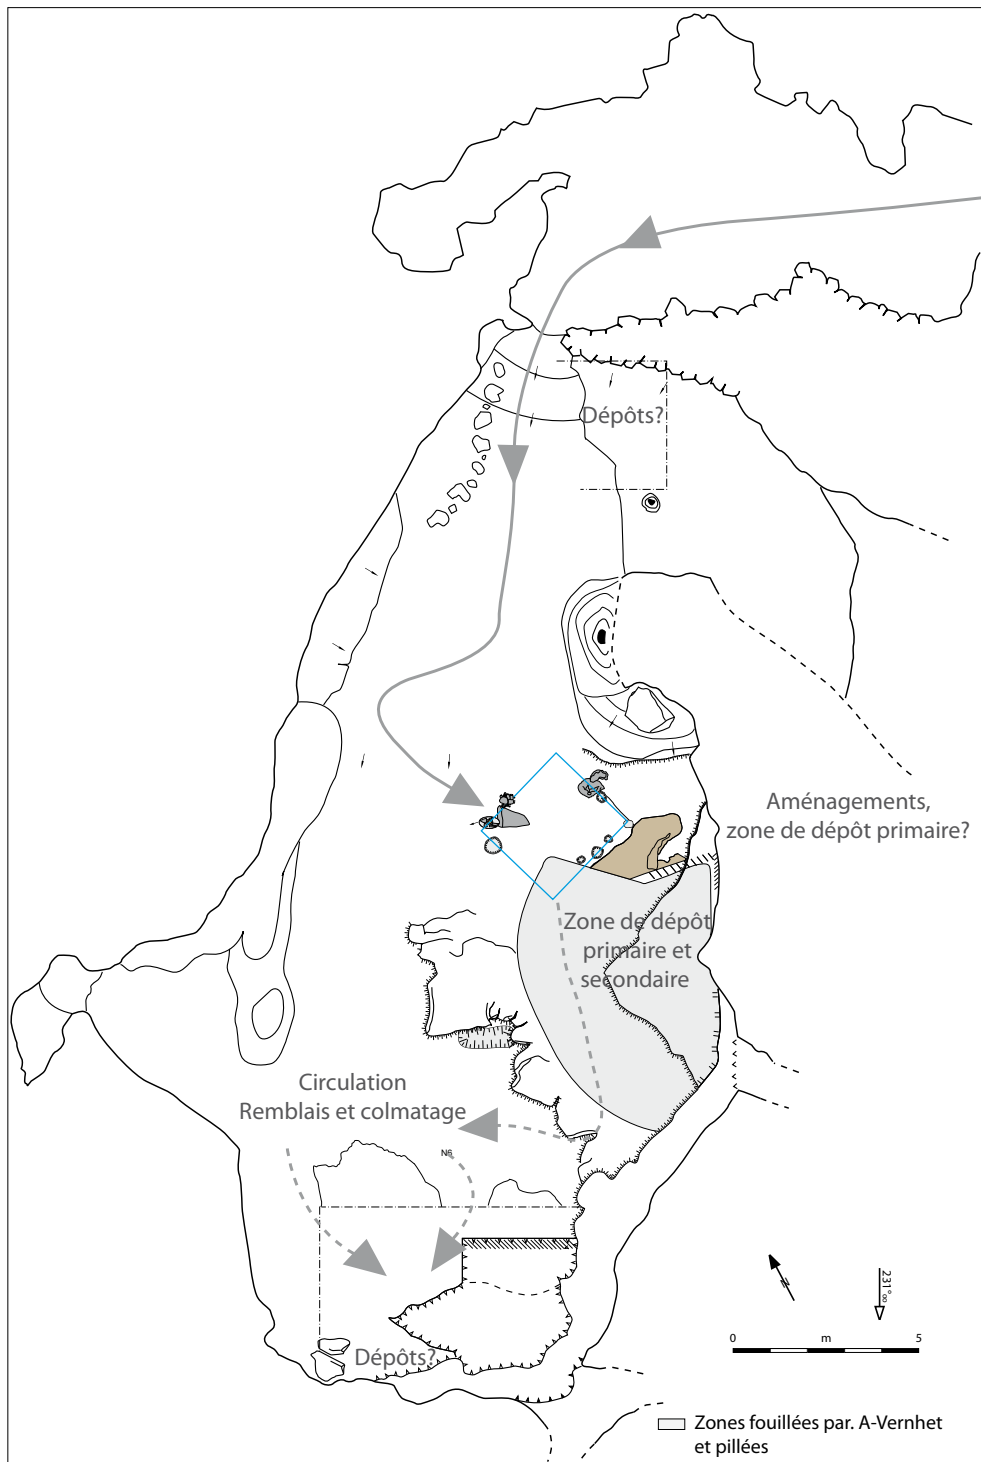 Dépôts?
Aménagements,
zone de dépôt primaire?
Zone de dépôt
primaire et
secondaire
Circulation
Remblais et colmatage
N6
Dépôts?
N
231°
0 m 5
Zones fouillées par. A-Vernhet
et pillées